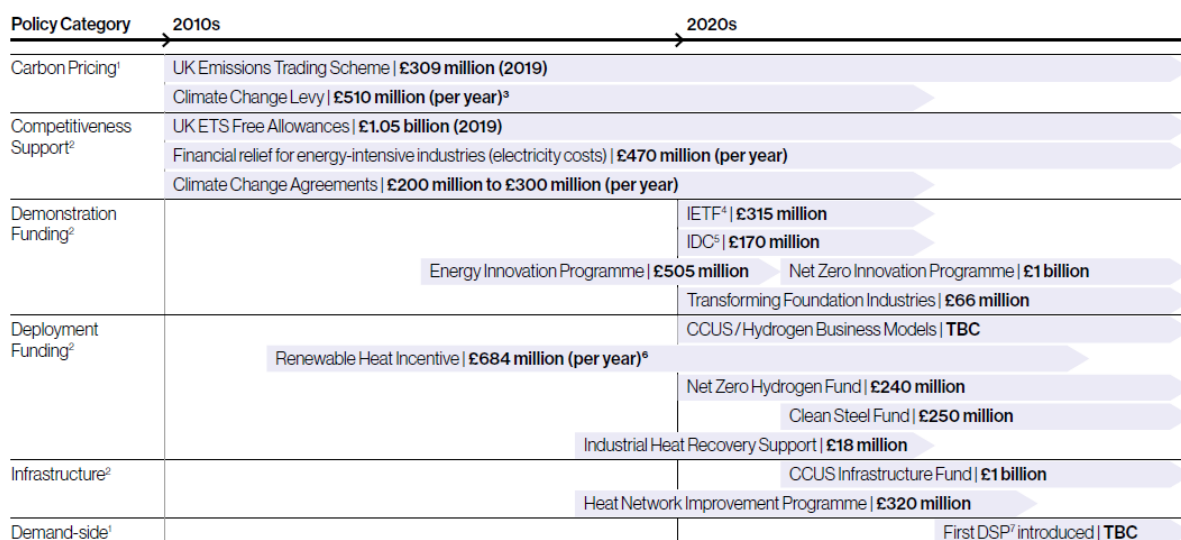 Policy Category 2010s 2020s
Carbon Pricing¹ UK Emissions Trading Scheme | £309 million (2019)
Climate Change Levy | £510 million (per year)³
Competitiveness UK ETS Free Allowances | £1.05 billion (2019)
Support²
Financial relief for energy-intensive industries (electricity costs) | £470 million (per year)
Climate Change Agreements | £200 million to £300 million (per year)
Demonstration IETF⁴ | £315 million
Funding²
IDC⁵ | £170 million
Energy Innovation Programme | £505 million Net Zero Innovation Programme | £1 billion
Transforming Foundation Industries | £66 million
Deployment CCUS / Hydrogen Business Models | TBC
Funding²
Renewable Heat Incentive | £684 million (per year)⁶
Net Zero Hydrogen Fund | £240 million
Clean Steel Fund | £250 million
Industrial Heat Recovery Support | £18 million
Infrastructure² CCUS Infrastructure Fund | £1 billion
Heat Network Improvement Programme | £320 million
Demand-side¹ First DSP⁷ introduced | TBC